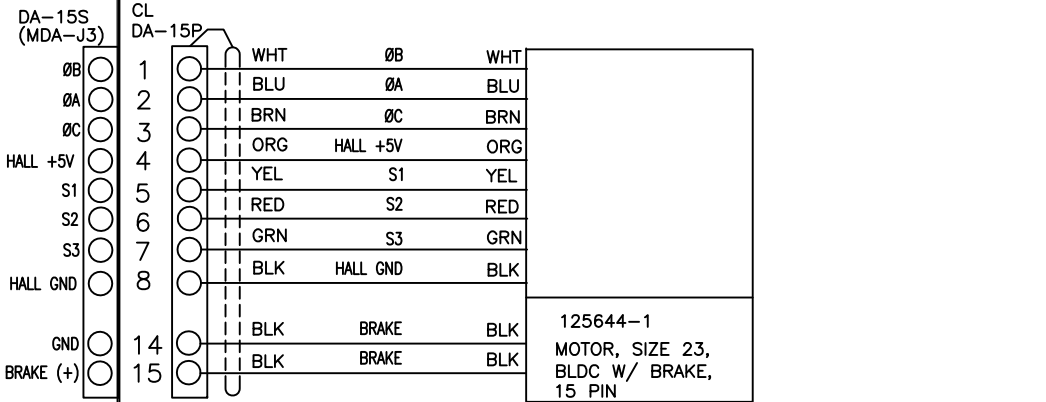 DA-15S
(MDA-J3)
CL
DA-15P
ØB 1 WHT ØB WHT
ØA 2 BLU ØA BLU
ØC 3 BRN ØC BRN
HALL +5V 4 ORG HALL +5V ORG
S1 5 YEL S1 YEL
S2 6 RED S2 RED
S3 7 GRN S3 GRN
HALL GND 8 BLK HALL GND BLK
GND 14 BLK BRAKE BLK
BRAKE (+) 15 BLK BRAKE BLK
125644-1
MOTOR, SIZE 23,
BLDC W/ BRAKE,
15 PIN